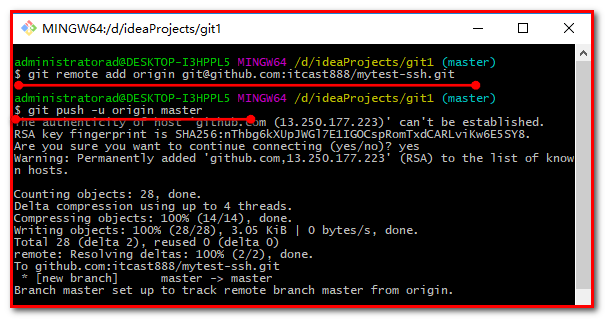 MINGW64:/d/ideaProjects/git1
administratorad@DESKTOP-I3HPPL5 MINGW64 /d/ideaProjects/git1 (master)
$ git remote add origin git@github.com:itcast888/mytest-ssh.git
administratorad@DESKTOP-I3HPPL5 MINGW64 /d/ideaProjects/git1 (master)
$ git push -u origin master
The authenticity of host 'github.com (13.250.177.223)' can't be established.
RSA key fingerprint is SHA256:nThbg6kXUpJWGl7E1IGOCspRomTxdCARLviKw6E5SY8.
Are you sure you want to continue connecting (yes/no)? yes
Warning: Permanently added 'github.com,13.250.177.223' (RSA) to the list of know
n hosts.
Counting objects: 28, done.
Delta compression using up to 4 threads.
Compressing objects: 100% (14/14), done.
Writing objects: 100% (28/28), 3.05 KiB | 0 bytes/s, done.
Total 28 (delta 2), reused 0 (delta 0)
remote: Resolving deltas: 100% (2/2), done.
To github.com:itcast888/mytest-ssh.git
 * [new branch]      master -> master
Branch master set up to track remote branch master from origin.